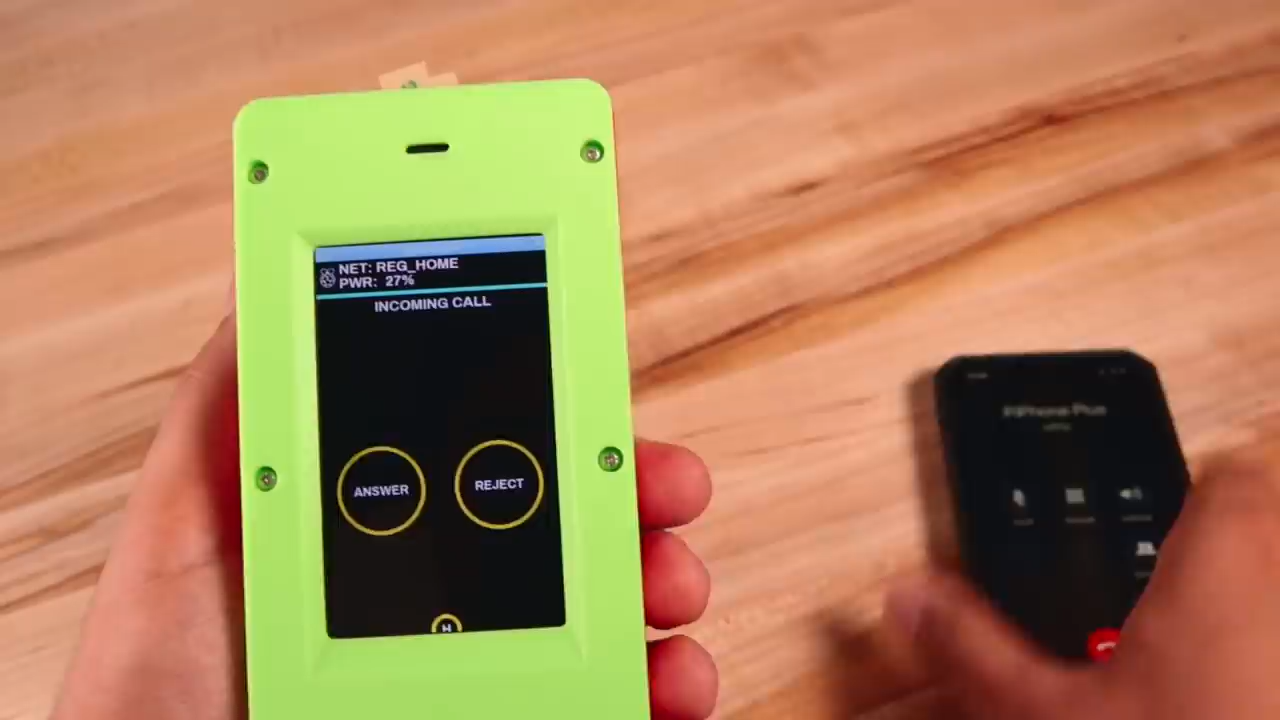 NET: REG_HOME
PWR: 27%
INCOMING CALL
ANSWER
REJECT
H